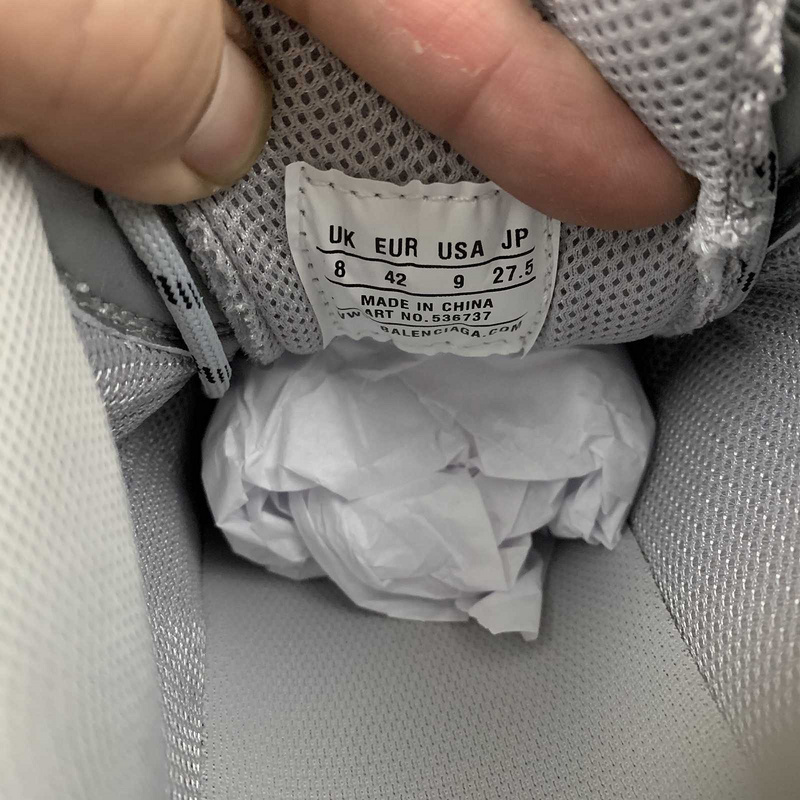 UK EUR USA JP
8 42 9 27.5
MADE IN CHINA
ART NO. 536737
BALENCIAGA.COM